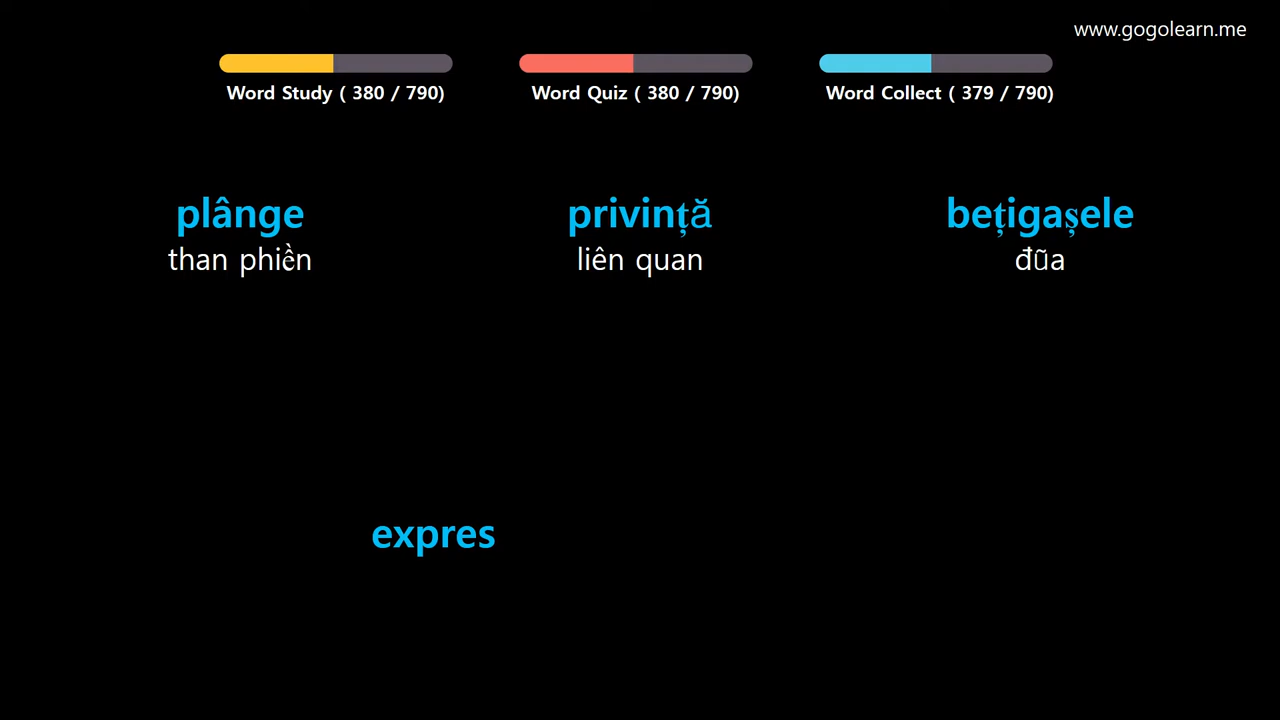 www.gogolearn.me
Word Study ( 380 / 790)
Word Quiz ( 380 / 790)
Word Collect ( 379 / 790)
plânge
than phiền
privință
liên quan
bețigașele
đũa
expres